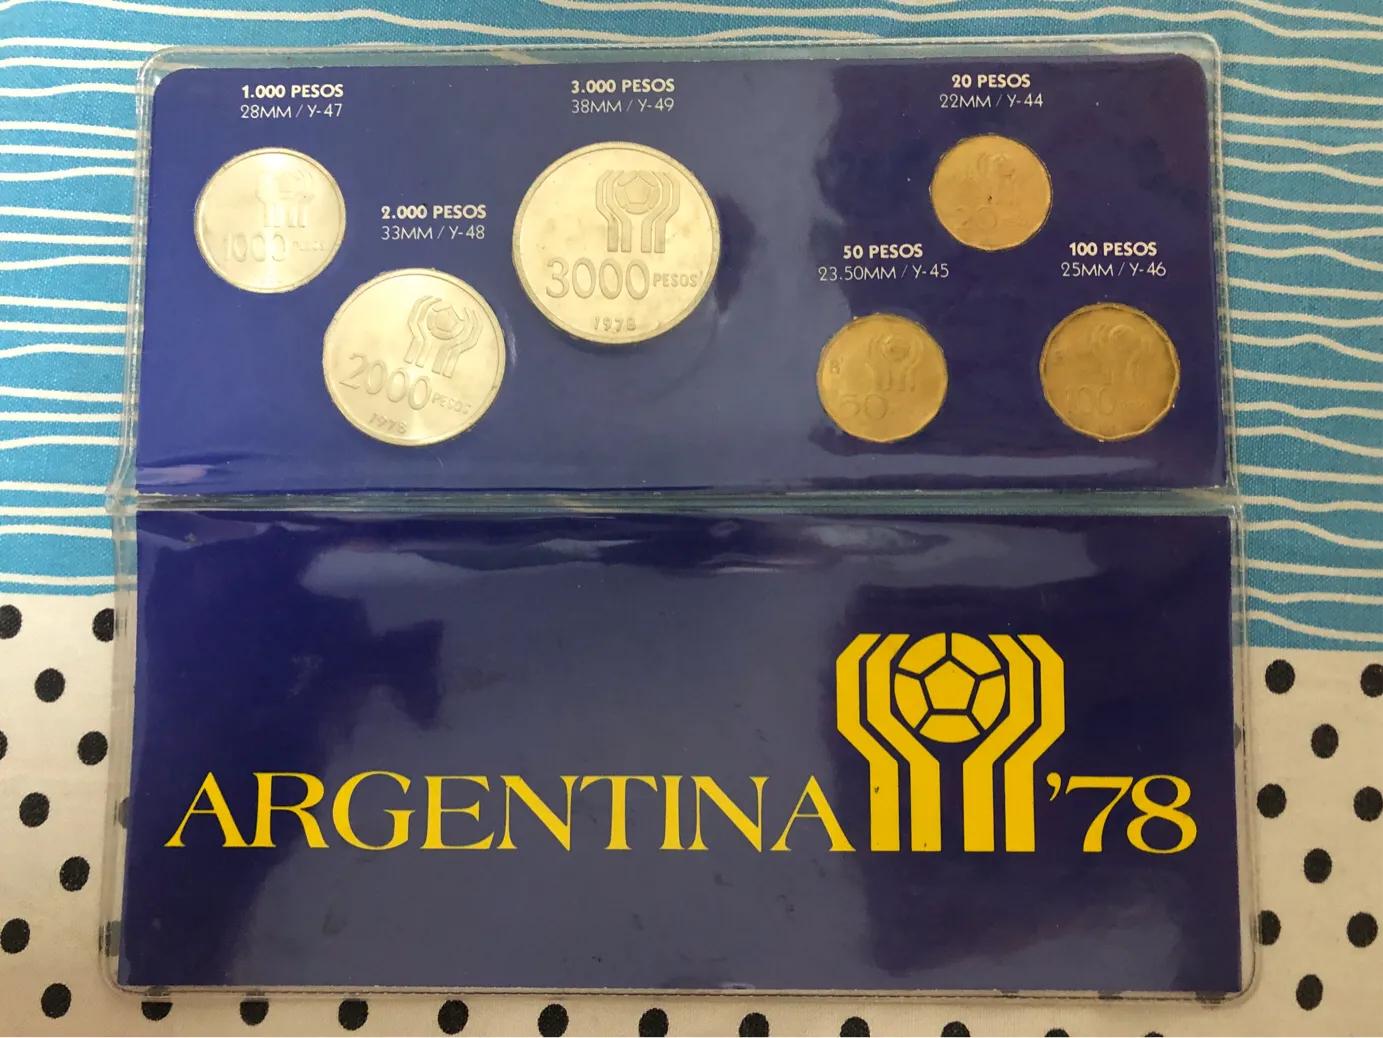 1.000 PESOS
28MM / Y-47
3.000 PESOS
38MM / Y-49
20 PESOS
22MM / Y-44
2.000 PESOS
33MM / Y-48
50 PESOS
23.50MM / Y-45
100 PESOS
25MM / Y-46
1000 PESOS
3000 PESOS
1978
20
2000 PESOS
1978
50
100
ARGENTINA '78